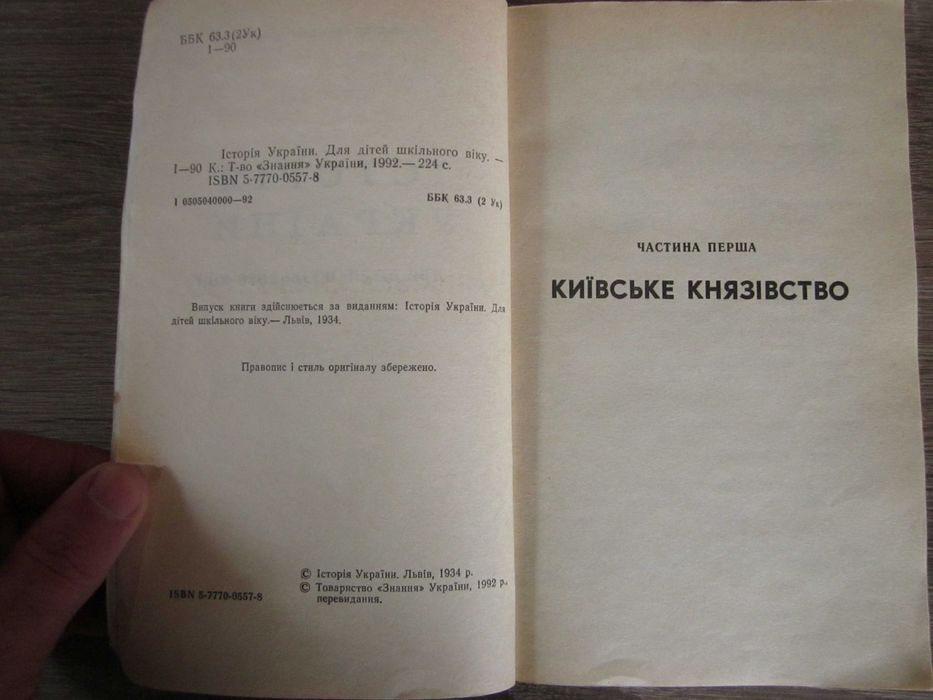 ББК 63.3(2Ук)
І—90
Історія України. Для дітей шкільного віку. —
І—90 К.: Т-во «Знання» України, 1992.— 224 с.
ISBN 5-7770-0557-8
І 0505040000—92 ББК 63.3 (2 Ук)
Випуск книги здійснюється за виданням: Історія України. Для
дітей шкільного віку.— Львів, 1934.
Правопис і стиль оригіналу збережено.
© Історія України. Львів, 1934 р.
© Товариство «Знання» України, 1992 р.,
перевидання.
ISBN 5-7770-0557-8
ЧАСТИНА ПЕРША
КИЇВСЬКЕ КНЯЗІВСТВО